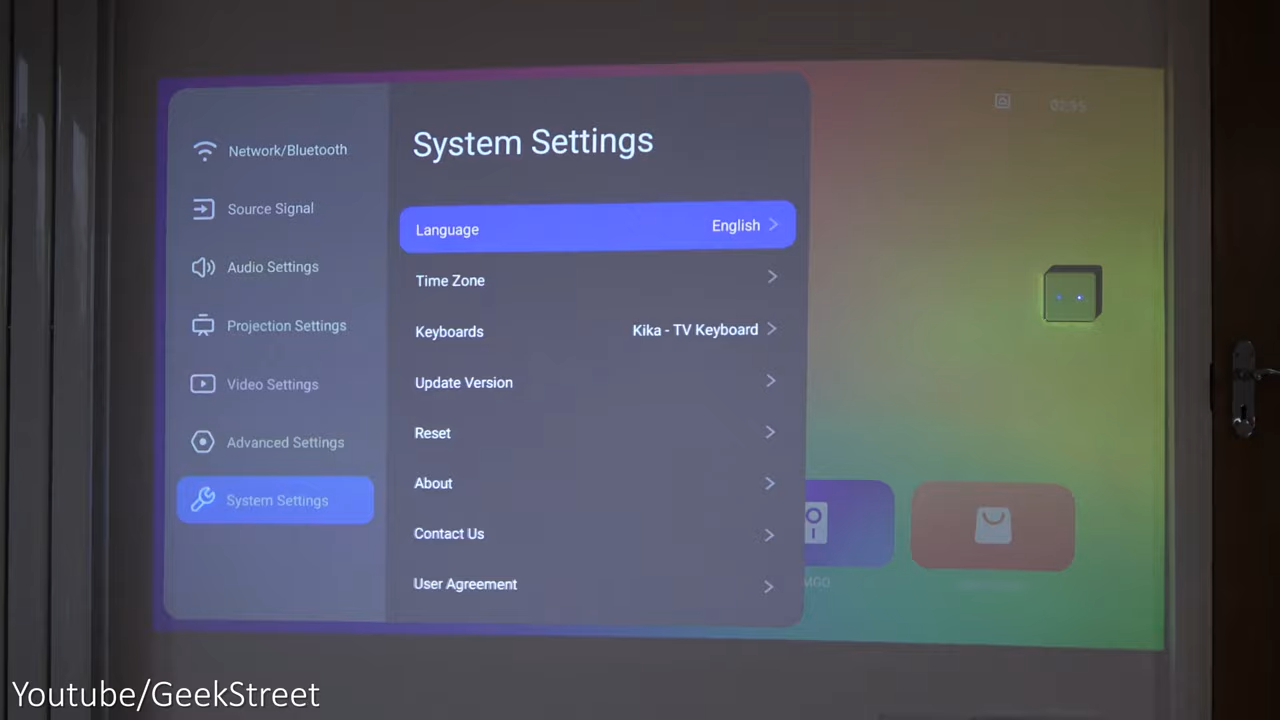 Network/Bluetooth
Source Signal
Audio Settings
Projection Settings
Video Settings
Advanced Settings
System Settings
System Settings
Language English
Time Zone
Keyboards Kika - TV Keyboard
Update Version
Reset
About
Contact Us
User Agreement
Youtube/GeekStreet